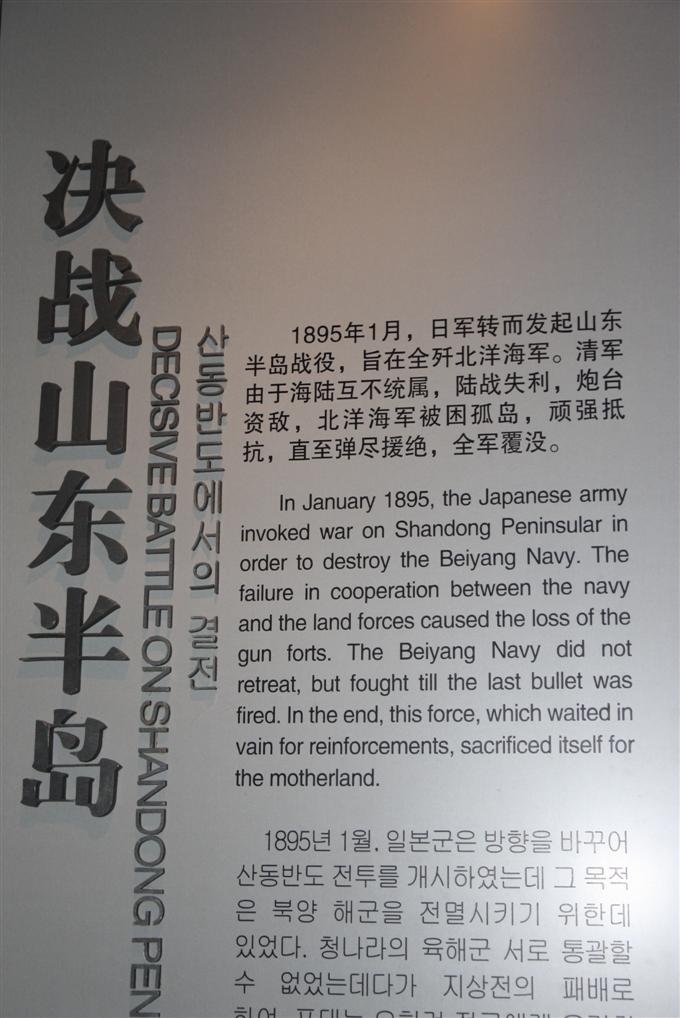 决战山东半岛
DECISIVE BATTLE ON SHANDONG PEN
산동반도에서의 결전
1895年1月，日军转而发起山东
半岛战役，旨在全歼北洋海军。清军
由于海陆互不统属，陆战失利，炮台
资敌，北洋海军被困孤岛，顽强抵
抗，直至弹尽援绝，全军覆没。
In January 1895, the Japanese army
invoked war on Shandong Peninsular in
order to destroy the Beiyang Navy. The
failure in cooperation between the navy
and the land forces caused the loss of the
gun forts. The Beiyang Navy did not
retreat, but fought till the last bullet was
fired. In the end, this force, which waited in
vain for reinforcements, sacrificed itself for
the motherland.
1895년 1월. 일본군은 방향을 바꾸어
산동반도 전투를 개시하였는데 그 목적
은 북양 해군을 전멸시키기 위한데
있었다. 청나라의 육해군 서로 통괄할
수 없었는데다가 지상전의 패배로